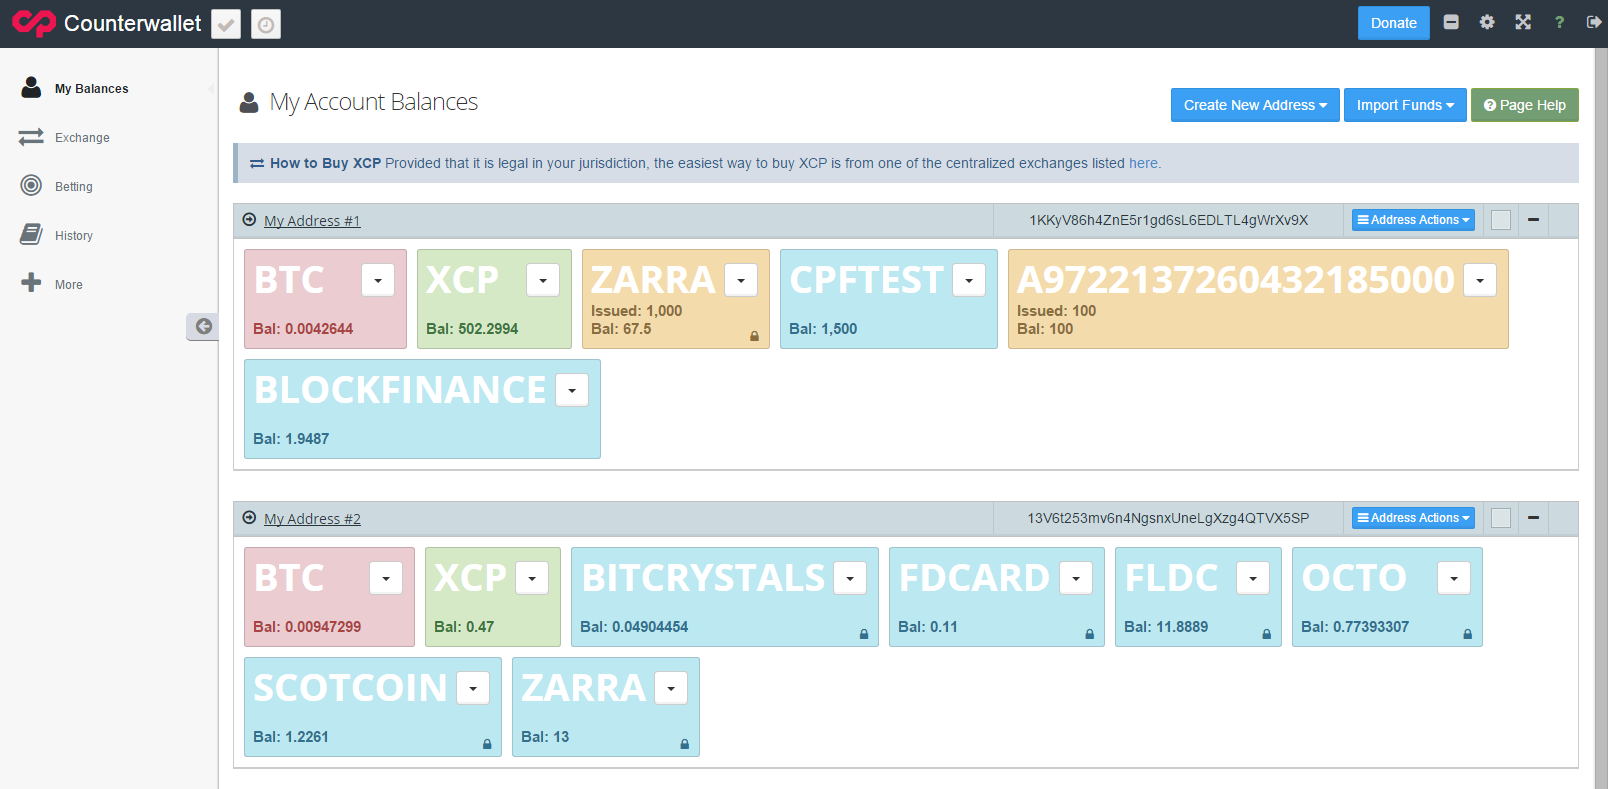 Counterwallet
Donate
?
My Balances
Exchange
Betting
History
More
My Account Balances
Create New Address
Import Funds
Page Help
How to Buy XCP Provided that it is legal in your jurisdiction, the easiest way to buy XCP is from one of the centralized exchanges listed here.
My Address #1
1KKyV86h4ZnE5r1gd6sL6EDLTL4gWrXv9X
Address Actions
BTC
Bal: 0.0042644
XCP
Bal: 502.2994
ZARRA
Issued: 1,000
Bal: 67.5
CPFTEST
Bal: 1,500
A9722137260432185000
Issued: 100
Bal: 100
BLOCKFINANCE
Bal: 1.9487
My Address #2
13V6t253mv6n4NgsnxUneLgXzg4QTVX5SP
Address Actions
BTC
Bal: 0.00947299
XCP
Bal: 0.47
BITCRYSTALS
Bal: 0.04904454
FDCARD
Bal: 0.11
FLDC
Bal: 11.8889
OCTO
Bal: 0.77393307
SCOTCOIN
Bal: 1.2261
ZARRA
Bal: 13